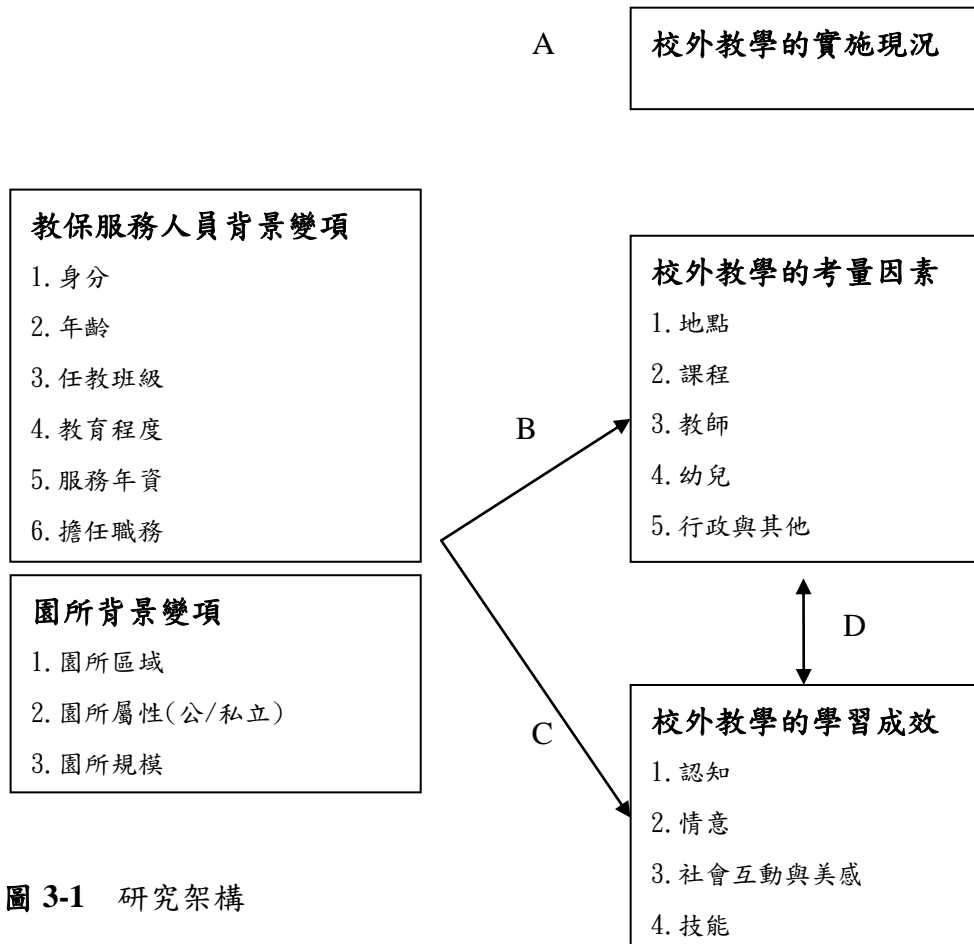 A
校外教學的實施現況
教保服務人員背景變項
1.身分
2.年齡
3.任教班級
4.教育程度
5.服務年資
6.擔任職務
園所背景變項
1.園所區域
2.園所屬性(公/私立)
3.園所規模
B
C
校外教學的考量因素
1.地點
2.課程
3.教師
4.幼兒
5.行政與其他
D
校外教學的學習成效
1.認知
2.情意
3.社會互動與美感
4.技能
圖 3-1 研究架構